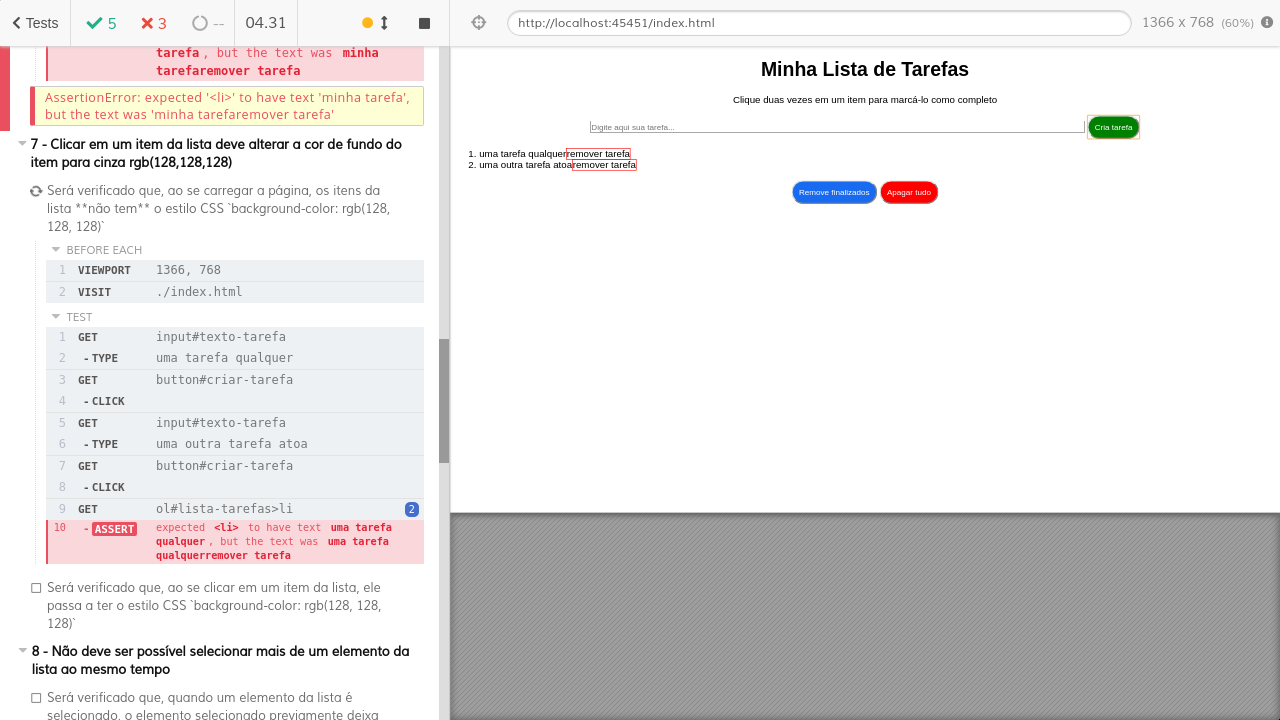 Tests 5 3 -- 04.31
tarefa, but the text was minha
tarefaremover tarefa
AssertionError: expected '<li>' to have text 'minha tarefa',
but the text was 'minha tarefaremover tarefa'
7 - Clicar em um item da lista deve alterar a cor de fundo do
item para cinza rgb(128,128,128)
Será verificado que, ao se carregar a página, os itens da
lista **não tem** o estilo CSS `background-color: rgb(128,
128, 128)`
BEFORE EACH
1 VIEWPORT 1366, 768
2 VISIT ./index.html
TEST
1 GET input#texto-tarefa
2 -TYPE uma tarefa qualquer
3 GET button#criar-tarefa
4 -CLICK
5 GET input#texto-tarefa
6 -TYPE uma outra tarefa atoa
7 GET button#criar-tarefa
8 -CLICK
9 GET ol#lista-tarefas>li 2
10 -ASSERT expected <li> to have text uma tarefa
qualquer, but the text was uma tarefa
qualquerremover tarefa
Será verificado que, ao se clicar em um item da lista, ele
passa a ter o estilo CSS `background-color: rgb(128, 128,
128)`
8 - Não deve ser possível selecionar mais de um elemento da
lista ao mesmo tempo
Será verificado que, quando um elemento da lista é
selecionado, o elemento selecionado previamente deixa
http://localhost:45451/index.html 1366 x 768 (60%)
Minha Lista de Tarefas
Clique duas vezes em um item para marcá-lo como completo
Digite aqui sua tarefa... Cria tarefa
1. uma tarefa qualquerremover tarefa
2. uma outra tarefa atoaremover tarefa
Remove finalizados Apagar tudo